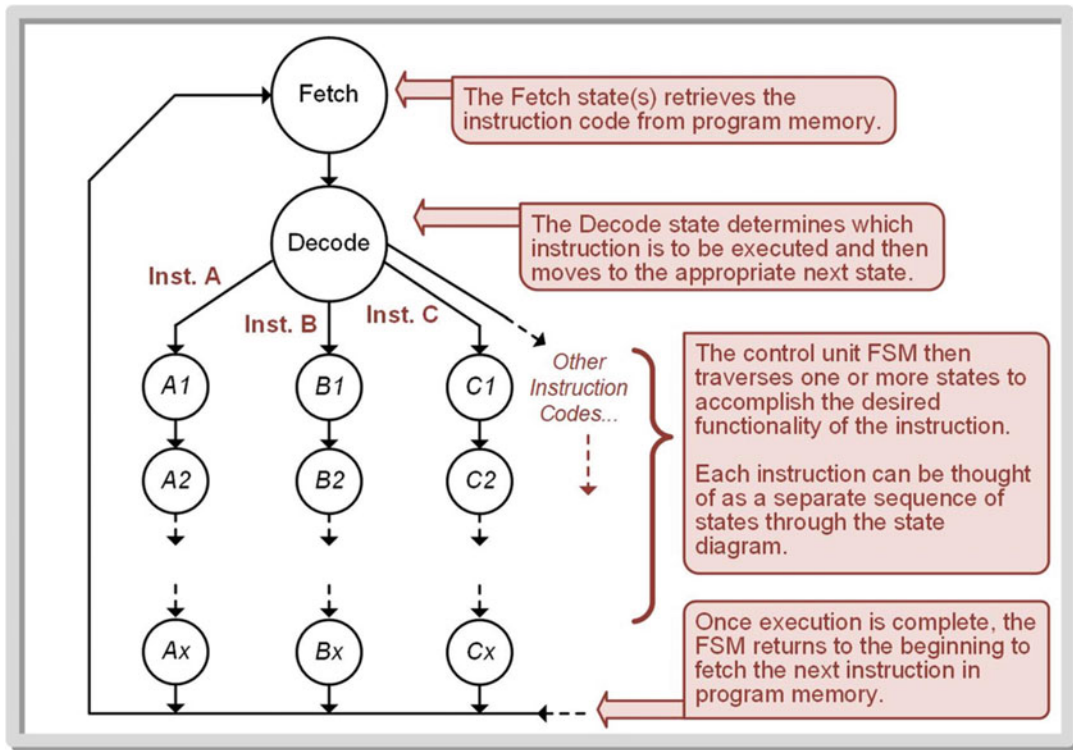 Fetch
The Fetch state(s) retrieves the
instruction code from program memory.
Decode
The Decode state determines which
instruction is to be executed and then
moves to the appropriate next state.
Inst. A
Inst. B
Inst. C
A1
B1
C1
Other
Instruction
Codes...
The control unit FSM then
traverses one or more states to
accomplish the desired
functionality of the instruction.
Each instruction can be thought
of as a separate sequence of
states through the state
diagram.
A2
B2
C2
Ax
Bx
Cx
Once execution is complete, the
FSM returns to the beginning to
fetch the next instruction in
program memory.